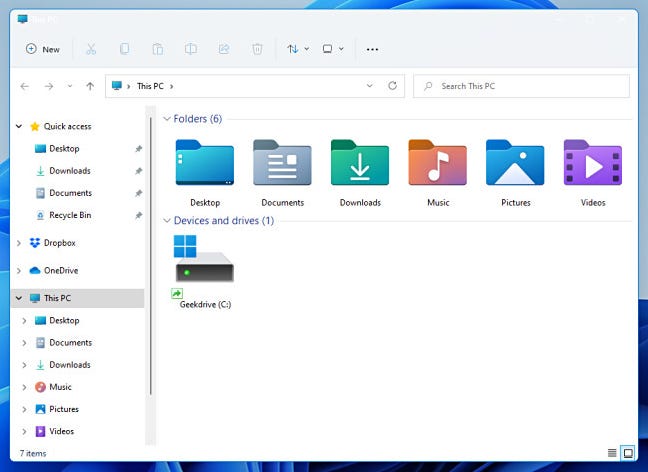 This PC
New
This PC
Search This PC
Quick access
Desktop
Downloads
Documents
Recycle Bin
Dropbox
OneDrive
This PC
Desktop
Documents
Downloads
Music
Pictures
Videos
Folders (6)
Desktop
Documents
Downloads
Music
Pictures
Videos
Devices and drives (1)
Geekdrive (C:)
7 items